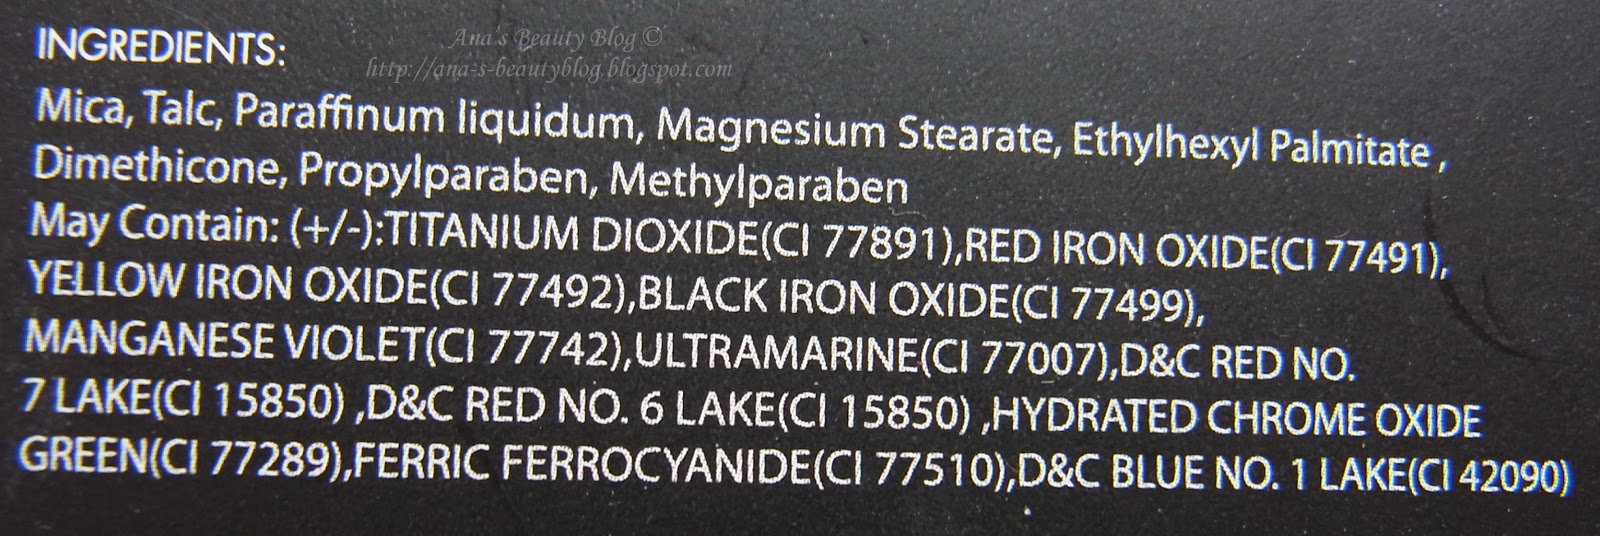 Ana's Beauty Blog ©
http://ana-s-beautyblog.blogspot.com
INGREDIENTS:
Mica, Talc, Paraffinum liquidum, Magnesium Stearate, Ethylhexyl Palmitate ,
Dimethicone, Propylparaben, Methylparaben
May Contain: (+/-):TITANIUM DIOXIDE(CI 77891),RED IRON OXIDE(CI 77491),
YELLOW IRON OXIDE(CI 77492),BLACK IRON OXIDE(CI 77499),
MANGANESE VIOLET(CI 77742),ULTRAMARINE(CI 77007),D&C RED NO.
7 LAKE(CI 15850) ,D&C RED NO. 6 LAKE(CI 15850) ,HYDRATED CHROME OXIDE
GREEN(CI 77289),FERRIC FERROCYANIDE(CI 77510),D&C BLUE NO. 1 LAKE(CI 42090)